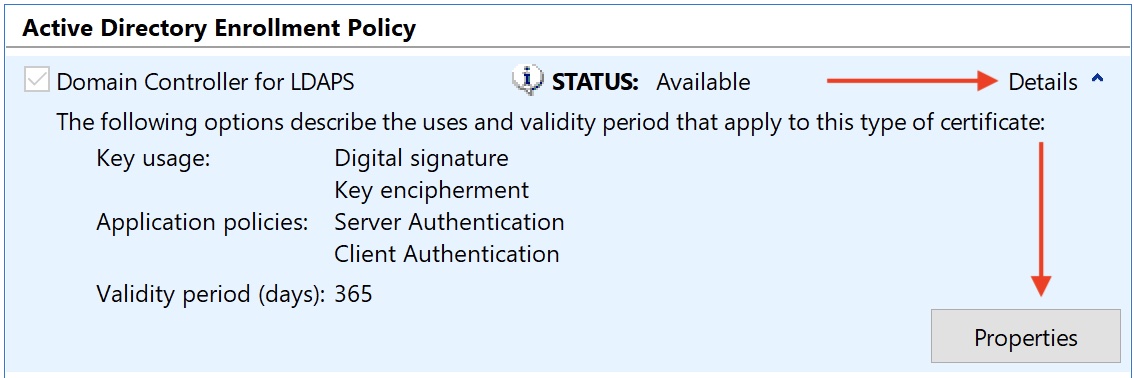 Active Directory Enrollment Policy
Domain Controller for LDAPS STATUS: Available Details
The following options describe the uses and validity period that apply to this type of certificate:
Key usage: Digital signature
Key encipherment
Application policies: Server Authentication
Client Authentication
Validity period (days): 365
Properties